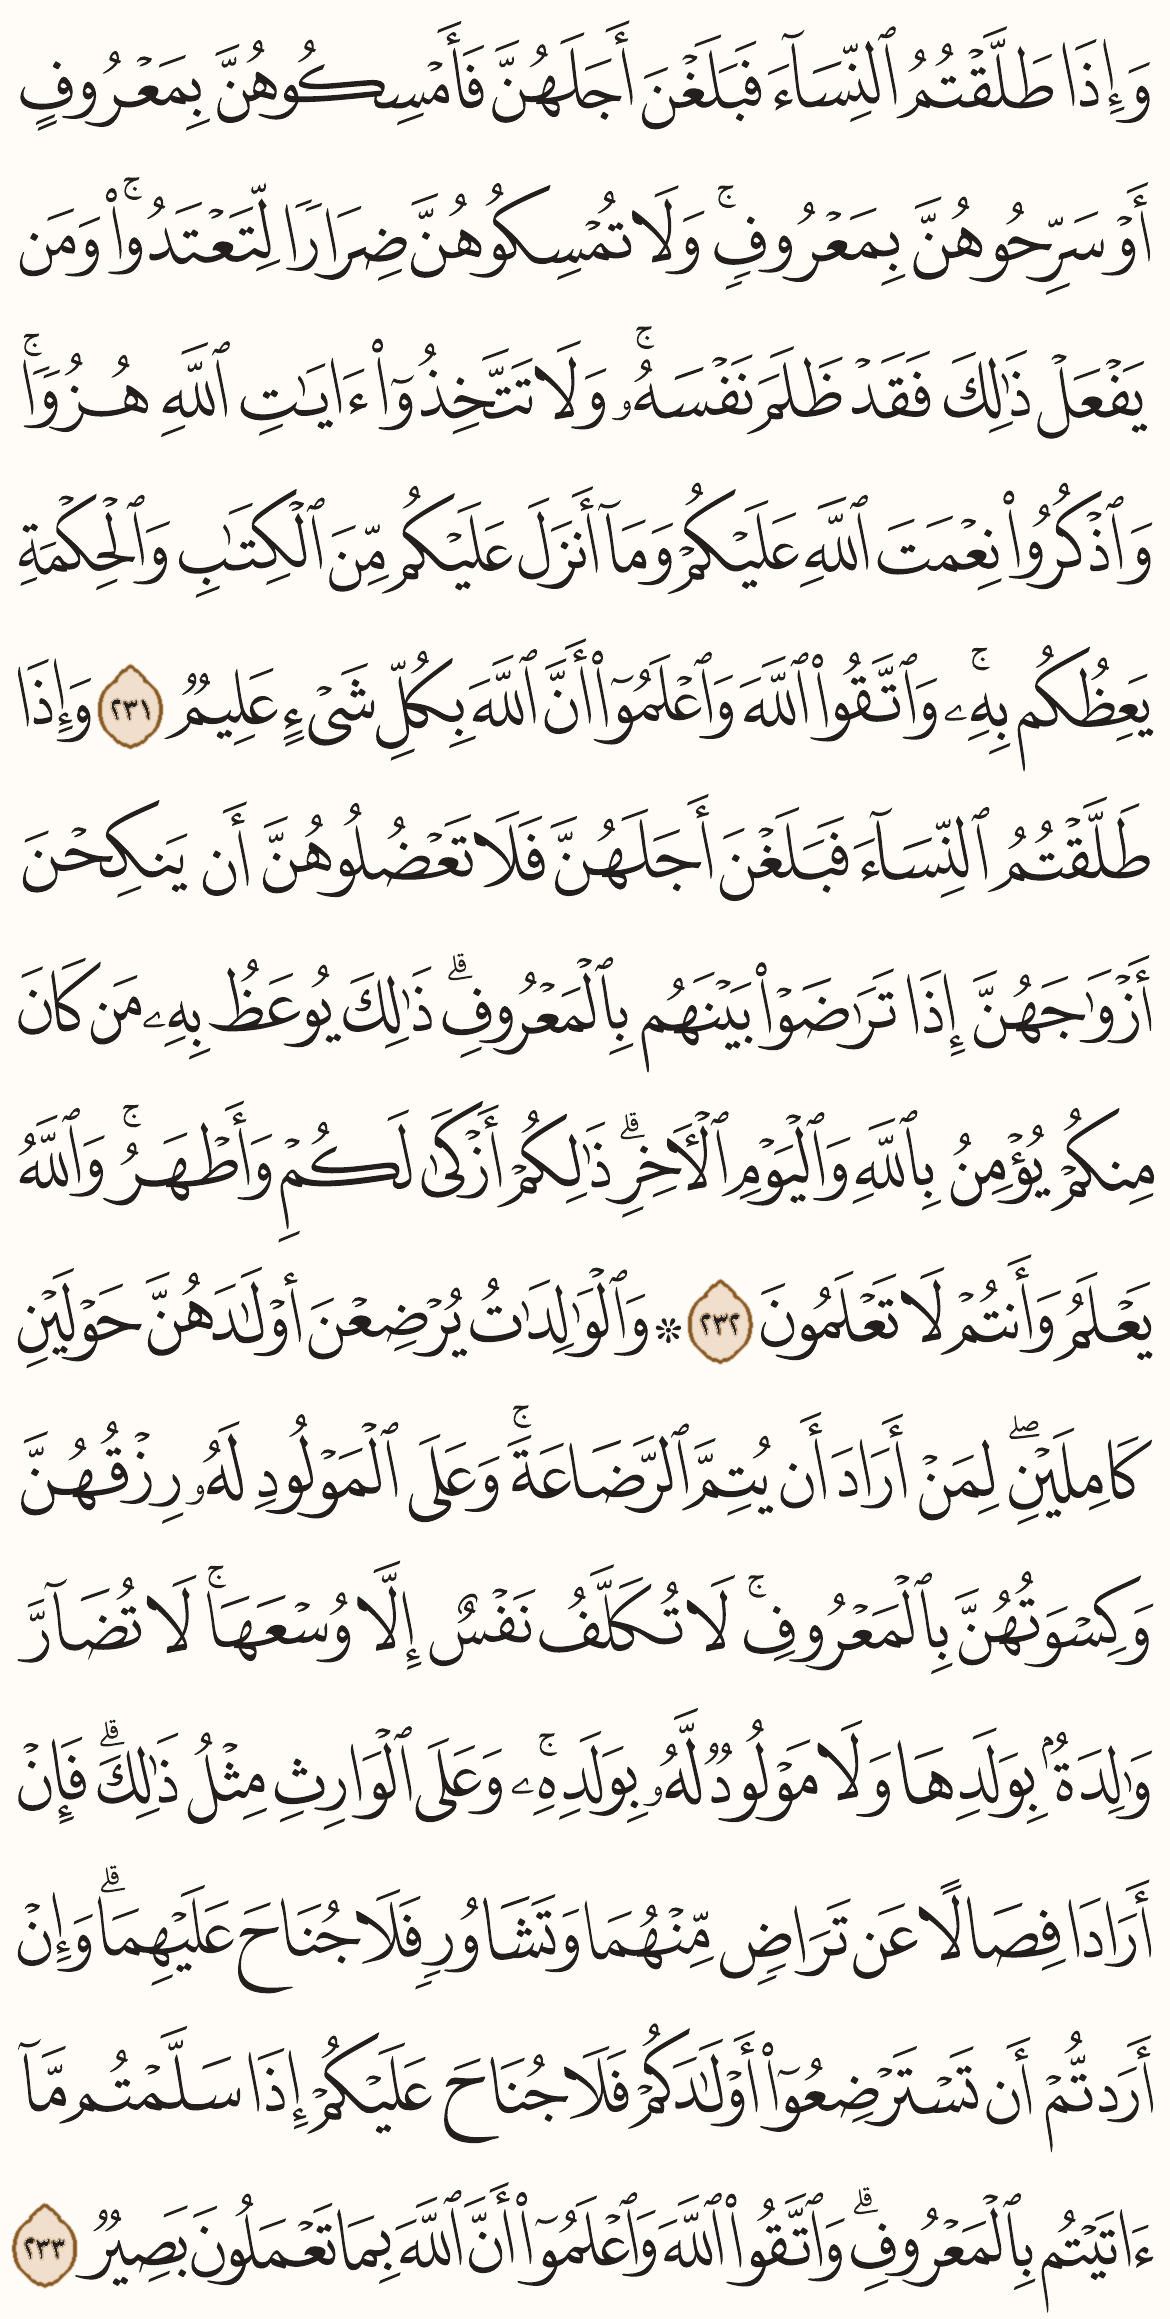 وَإِذَا طَلَّقۡتُمُ ٱلنِّسَآءَ فَبَلَغۡنَ أَجَلَهُنَّ فَأَمۡسِكُوهُنَّ بِمَعۡرُوفٍ
أَوۡ سَرِّحُوهُنَّ بِمَعۡرُوفٖۚ وَلَا تُمۡسِكُوهُنَّ ضِرَارٗا لِّتَعۡتَدُواْۚ وَمَن
يَفۡعَلۡ ذَٰلِكَ فَقَدۡ ظَلَمَ نَفۡسَهُۥۚ وَلَا تَتَّخِذُوٓاْ ءَايَٰتِ ٱللَّهِ هُزُوٗاۚ
وَٱذۡكُرُواْ نِعۡمَتَ ٱللَّهِ عَلَيۡكُمۡ وَمَآ أَنزَلَ عَلَيۡكُم مِّنَ ٱلۡكِتَٰبِ وَٱلۡحِكۡمَةِ
يَعِظُكُم بِهِۦۚ وَٱتَّقُواْ ٱللَّهَ وَٱعۡلَمُوٓاْ أَنَّ ٱللَّهَ بِكُلِّ شَيۡءٍ عَلِيمٞ ٢٣١ وَإِذَا
طَلَّقۡتُمُ ٱلنِّسَآءَ فَبَلَغۡنَ أَجَلَهُنَّ فَلَا تَعۡضُلُوهُنَّ أَن يَنكِحۡنَ
أَزۡوَٰجَهُنَّ إِذَا تَرَٰضَوۡاْ بَيۡنَهُم بِٱلۡمَعۡرُوفِۗ ذَٰلِكَ يُوعَظُ بِهِۦ مَن كَانَ
مِنكُمۡ يُؤۡمِنُ بِٱللَّهِ وَٱلۡيَوۡمِ ٱلۡأٓخِرِۗ ذَٰلِكُمۡ أَزۡكَىٰ لَكُمۡ وَأَطۡهَرُۚ وَٱللَّهُ
يَعۡلَمُ وَأَنتُمۡ لَا تَعۡلَمُونَ ٢٣٢ ۞ وَٱلۡوَٰلِدَٰتُ يُرۡضِعۡنَ أَوۡلَٰدَهُنَّ حَوۡلَيۡنِ
كَامِلَيۡنِۖ لِمَنۡ أَرَادَ أَن يُتِمَّ ٱلرَّضَاعَةَۚ وَعَلَى ٱلۡمَوۡلُودِ لَهُۥ رِزۡقُهُنَّ
وَكِسۡوَتُهُنَّ بِٱلۡمَعۡرُوفِۚ لَا تُكَلَّفُ نَفۡسٌ إِلَّا وُسۡعَهَاۚ لَا تُضَآرَّ
وَٰلِدَةُۢ بِوَلَدِهَا وَلَا مَوۡلُودٞ لَّهُۥ بِوَلَدِهِۦۚ وَعَلَى ٱلۡوَارِثِ مِثۡلُ ذَٰلِكَۗ فَإِنۡ
أَرَادَا فِصَالًا عَن تَرَاضٖ مِّنۡهُمَا وَتَشَاوُرٖ فَلَا جُنَاحَ عَلَيۡهِمَاۗ وَإِنۡ
أَرَدتُّمۡ أَن تَسۡتَرۡضِعُوٓاْ أَوۡلَٰدَكُمۡ فَلَا جُنَاحَ عَلَيۡكُمۡ إِذَا سَلَّمۡتُم مَّآ
ءَاتَيۡتُم بِٱلۡمَعۡرُوفِۗ وَٱتَّقُواْ ٱللَّهَ وَٱعۡلَمُوٓاْ أَنَّ ٱللَّهَ بِمَا تَعۡمَلُونَ بَصِيرٞ ٢٣٣